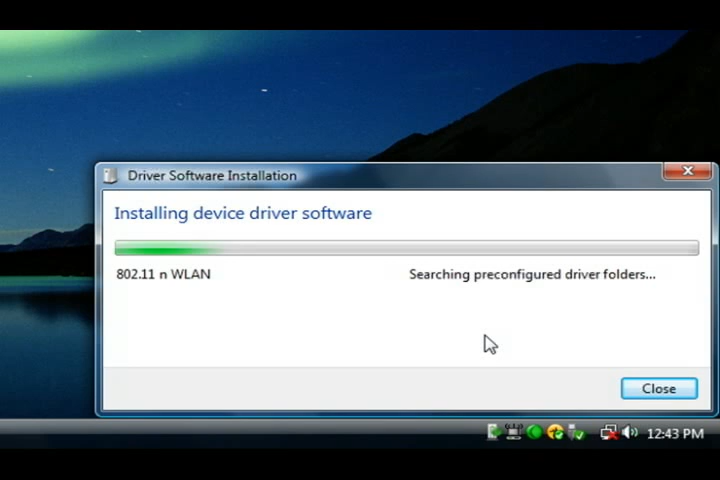 Driver Software Installation
Installing device driver software
802.11 n WLAN Searching preconfigured driver folders...
Close
12:43 PM